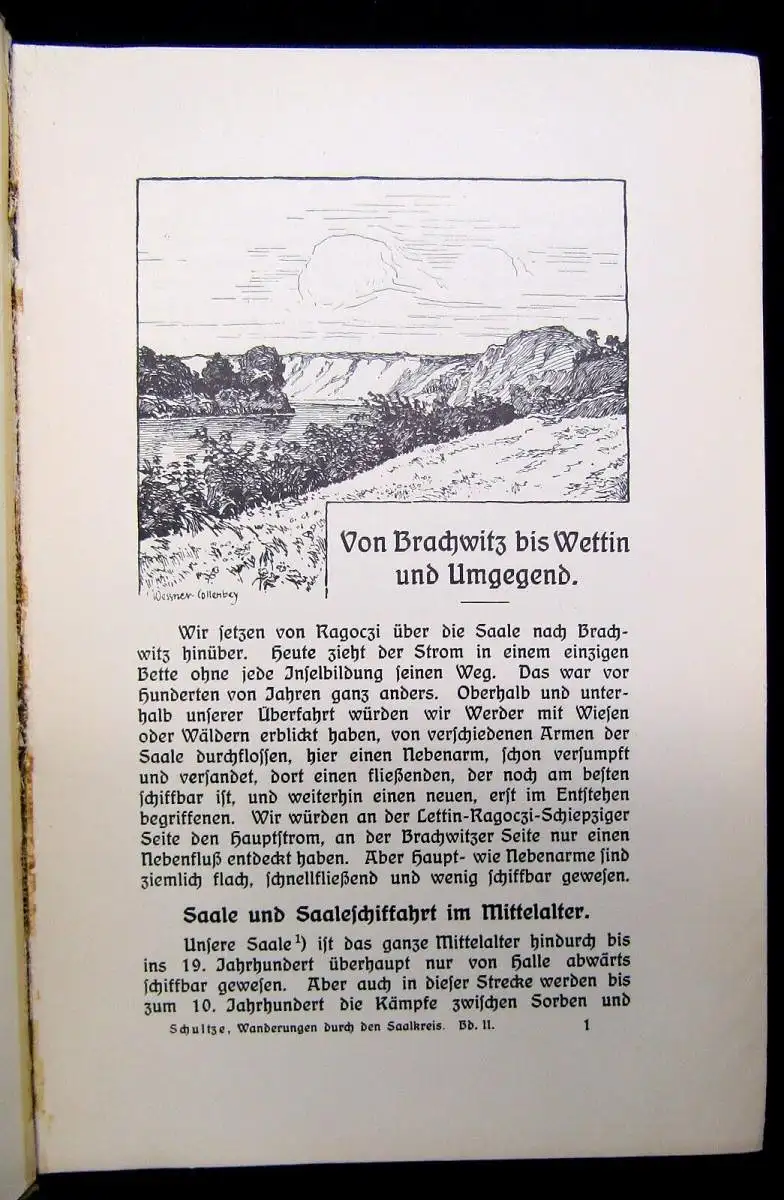 Wessner-Collenbey
Von Brachwitz bis Wettin
und Umgegend.
Wir setzen von Ragoczi über die Saale nach Brach-
witz hinüber. Heute zieht der Strom in einem einzigen
Bette ohne jede Inselbildung seinen Weg. Das war vor
Hunderten von Jahren ganz anders. Oberhalb und unter-
halb unserer Überfahrt würden wir Werder mit Wiesen
oder Wäldern erblickt haben, von verschiedenen Armen der
Saale durchflossen, hier einen Nebenarm, schon versumpft
und versandet, dort einen fließenden, der noch am besten
schiffbar ist, und weiterhin einen neuen, erst im Entstehen
begriffenen. Wir würden an der Lettin-Ragoczi-Schiepziger
Seite den Hauptstrom, an der Brachwitzer Seite nur einen
Nebenfluß entdeckt haben. Aber Haupt- wie Nebenarme sind
ziemlich flach, schnellfließend und wenig schiffbar gewesen.
Saale und Saaleschiffahrt im Mittelalter.
Unsere Saale¹) ist das ganze Mittelalter hindurch bis
ins 19. Jahrhundert überhaupt nur von Halle abwärts
schiffbar gewesen. Aber auch in dieser Strecke werden bis
zum 10. Jahrhundert die Kämpfe zwischen Sorben und
Schultze, Wanderungen durch den Saalkreis. Bd. II. 1